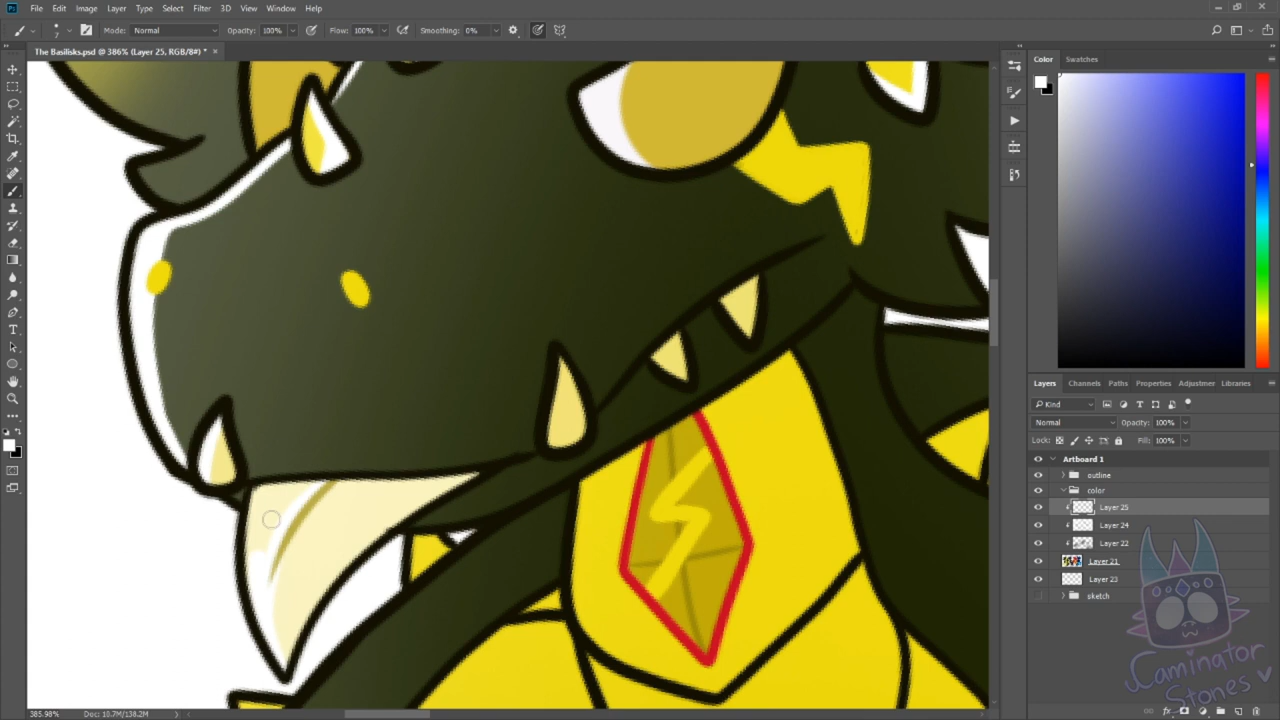 File Edit Image Layer Type Select Filter 3D View Window Help
Mode: Normal Opacity: 100% Flow: 100% Smoothing: 0%
The Basilisks.psd @ 386% (Layer 25, RGB/8#) *
Color Swatches
Layers Channels Paths Properties Adjustmer Libraries
Kind
Normal Opacity: 100%
Lock: Fill: 100%
Artboard 1
outline
color
Layer 25
Layer 24
Layer 22
Layer 21
Layer 23
sketch
Caminator
Stones
385.98% Doc: 10.7M/138.2M